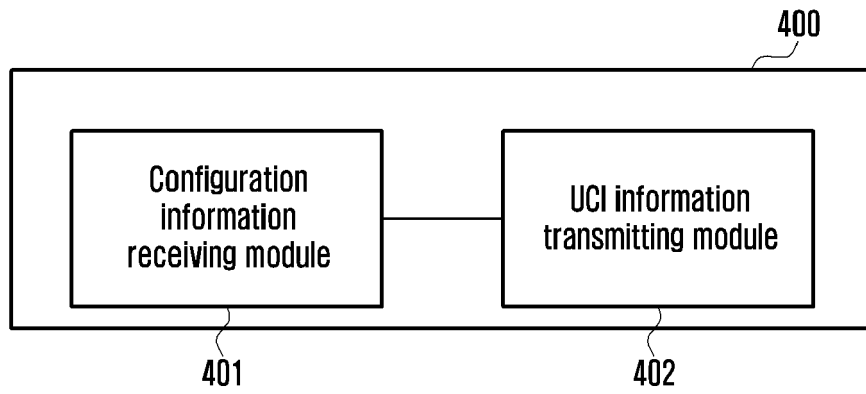 400
Configuration
information
receiving module
UCI information
transmitting module
401
402